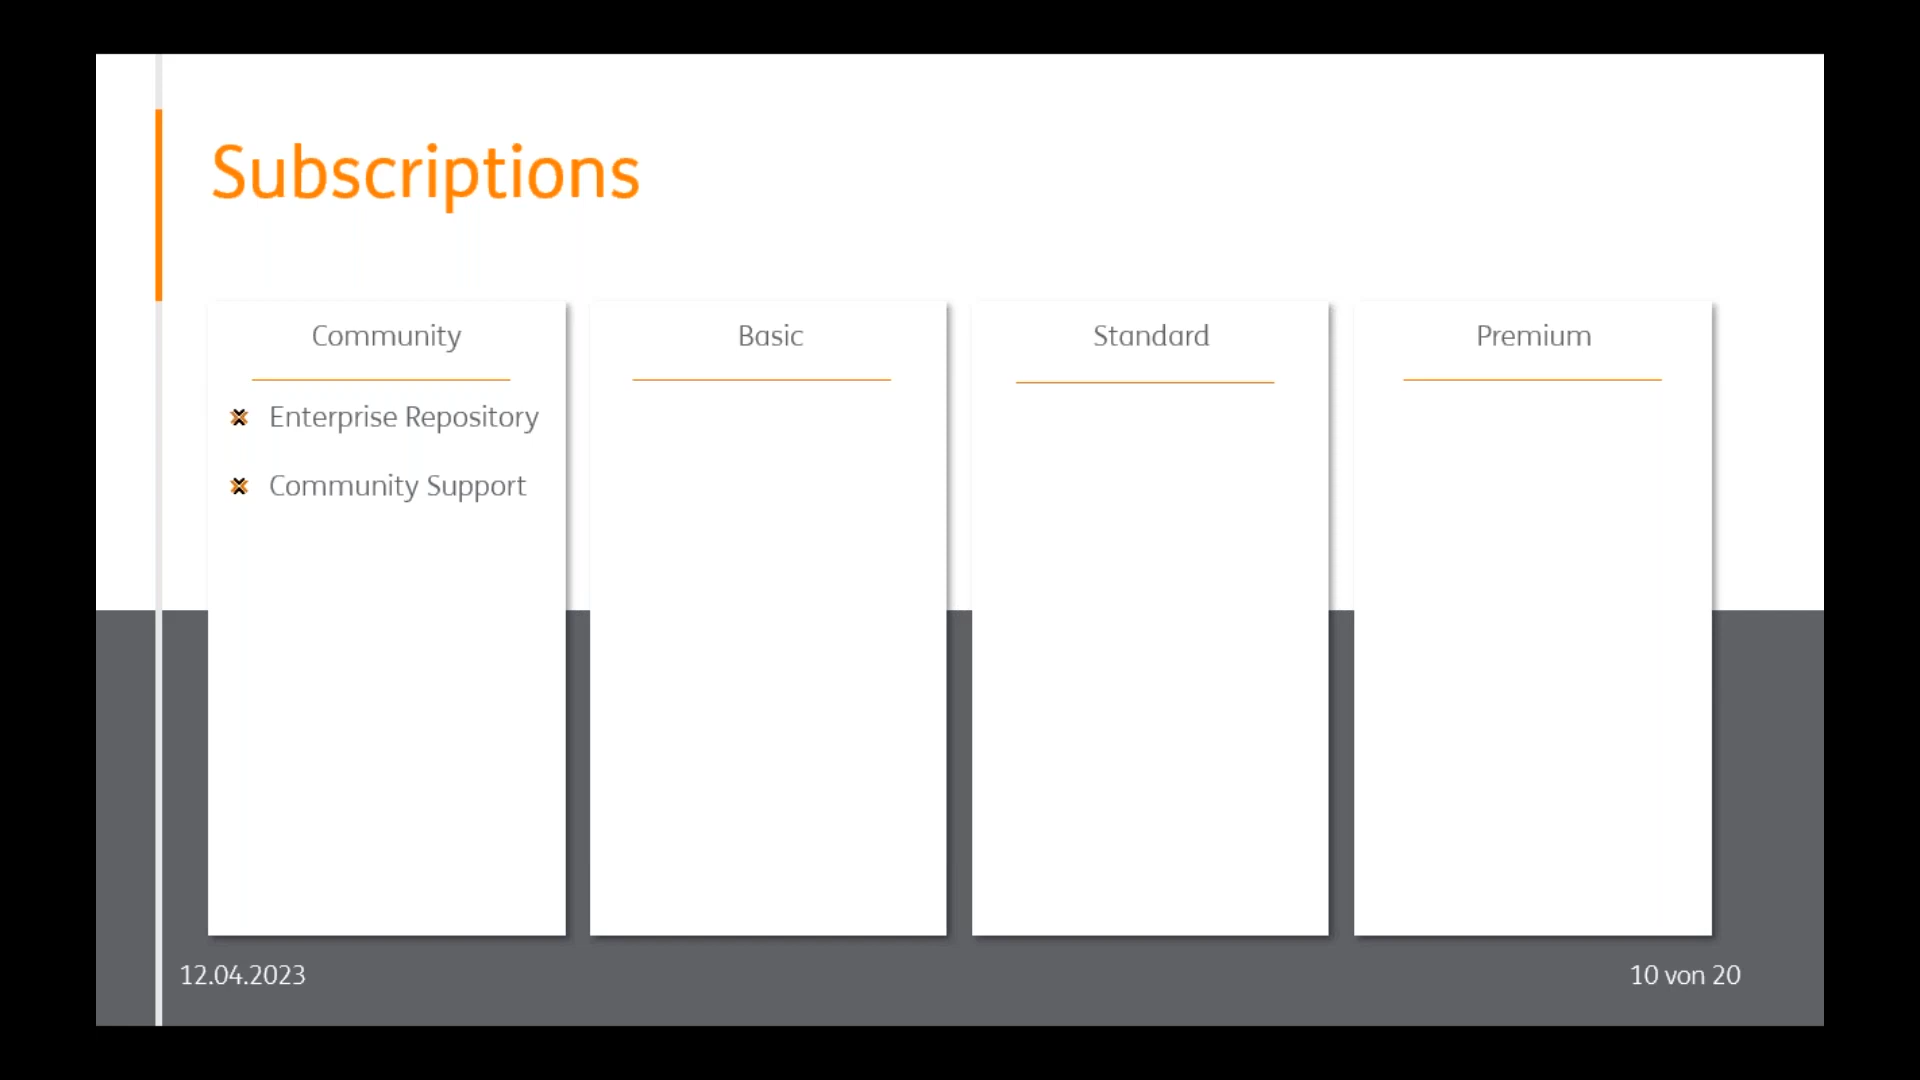 Subscriptions
Community
Enterprise Repository
Community Support
Basic
Standard
Premium
12.04.2023
10 von 20